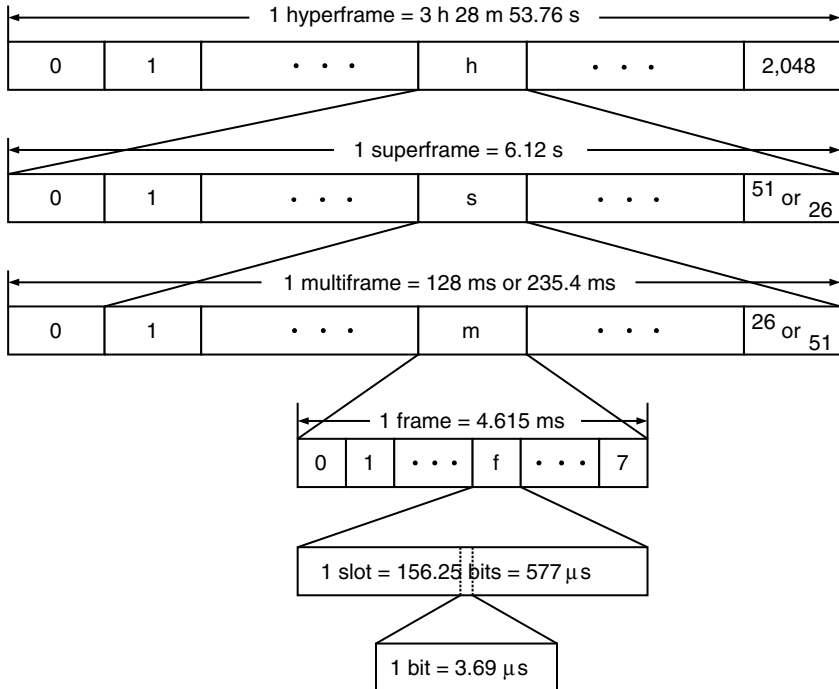 1 hyperframe = 3 h 28 m 53.76 s
0 1 • • • h • • • 2,048
1 superframe = 6.12 s
0 1 • • • s • • • 51 or 26
1 multiframe = 128 ms or 235.4 ms
0 1 • • • m • • • 26 or 51
1 frame = 4.615 ms
0 1 • • • f • • • 7
1 slot = 156.25 bits = 577 μs
1 bit = 3.69 μs